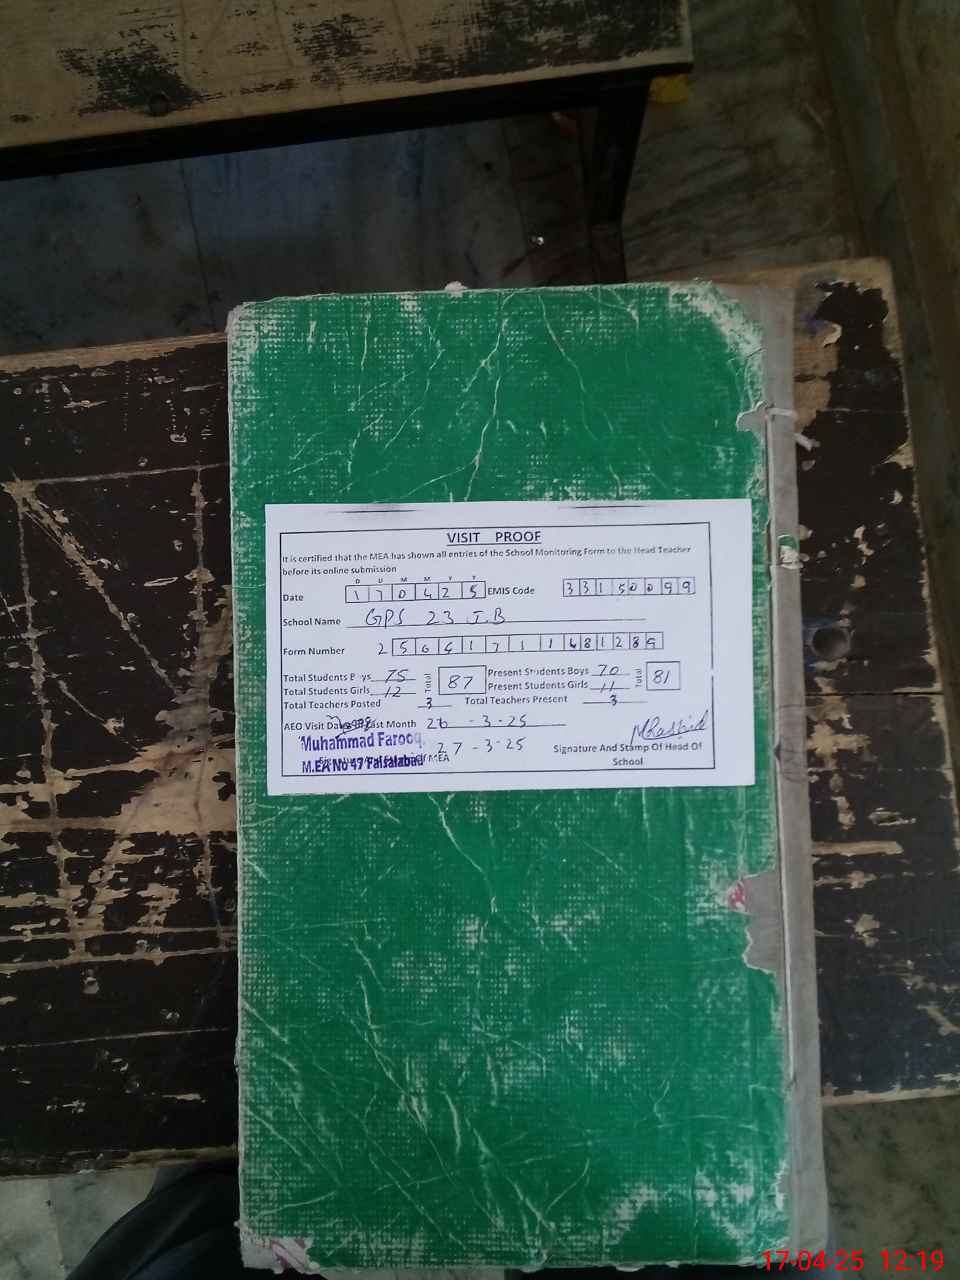 VISIT PROOF
It is certified that the MEA has shown all entries of the School Monitoring Form to the Head Teacher
before its online submission
D D M M Y Y
Date 1 7 0 4 2 5 EMIS Code 3 3 1 5 0 0 9 9
School Name GPS 23 J.B
Form Number 2 5 0 4 1 7 1 1 4 8 1 2 8 9
Total Students Boys 75 Total 87 Present Students Boys 70 Total 81
Total Students Girls 12 Present Students Girls 11
Total Teachers Posted 3 Total Teachers Present 3
AEO Visit Last Month 26 - 3 - 25
Muhammad Farooq. 27 - 3 - 25 Signature And Stamp Of Head Of
M.EA No 47 Faisalabad Of MEA School
17-04-25 12:19